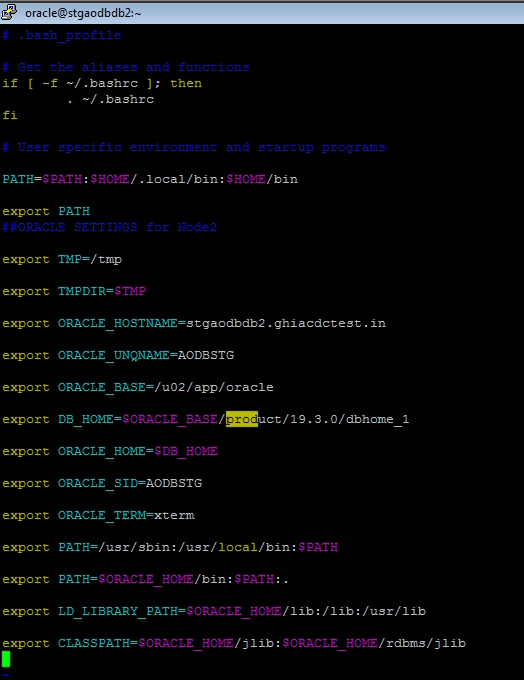 oracle@stgaodbdb2:~
# .bash_profile
# Get the aliases and functions
if [ -f ~/.bashrc ]; then
        . ~/.bashrc
fi
# User specific environment and startup programs
PATH=$PATH:$HOME/.local/bin:$HOME/bin
export PATH
##ORACLE SETTINGS for Node2
export TMP=/tmp
export TMPDIR=$TMP
export ORACLE_HOSTNAME=stgaodbdb2.ghiacdctest.in
export ORACLE_UNQNAME=AODBSTG
export ORACLE_BASE=/u02/app/oracle
export DB_HOME=$ORACLE_BASE/product/19.3.0/dbhome_1
export ORACLE_HOME=$DB_HOME
export ORACLE_SID=AODBSTG
export ORACLE_TERM=xterm
export PATH=/usr/sbin:/usr/local/bin:$PATH
export PATH=$ORACLE_HOME/bin:$PATH:.
export LD_LIBRARY_PATH=$ORACLE_HOME/lib:/lib:/usr/lib
export CLASSPATH=$ORACLE_HOME/jlib:$ORACLE_HOME/rdbms/jlib
~